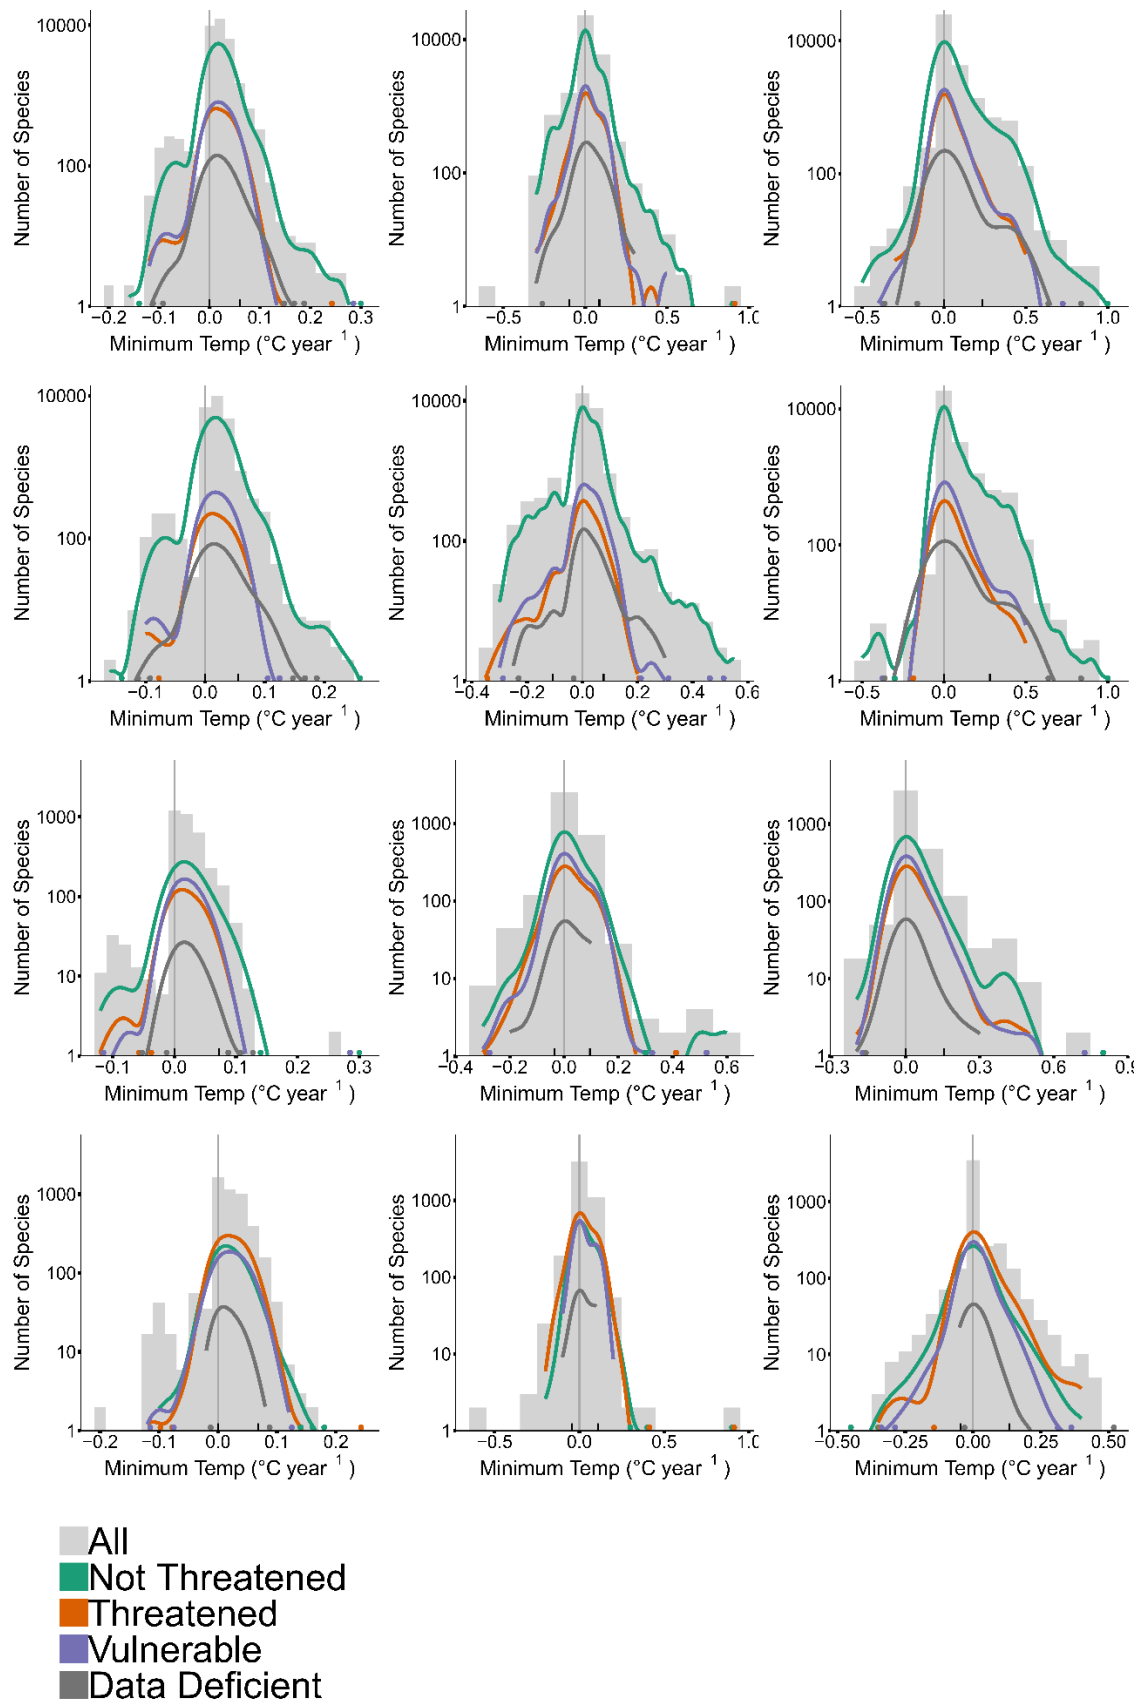 10000 10000 10000
Number of Species Number of Species Number of Species
100 100 100
1 1 1
−0.2 −0.1 0.0 0.1 0.2 0.3 −0.5 0.0 0.5 1.0 −0.5 0.0 0.5 1.0
Minimum Temp (°C year 1 ) Minimum Temp (°C year 1 ) Minimum Temp (°C year 1 )
10000 10000 10000
Number of Species Number of Species Number of Species
100 100 100
1 1 1
−0.1 0.0 0.1 0.2 −0.4 −0.2 0.0 0.2 0.4 0.6 −0.5 0.0 0.5 1.0
Minimum Temp (°C year 1 ) Minimum Temp (°C year 1 ) Minimum Temp (°C year 1 )
1000 1000 1000
Number of Species Number of Species Number of Species
100 100 100
10 10 10
1 1 1
−0.1 0.0 0.1 0.2 0.3 −0.4 −0.2 0.0 0.2 0.4 0.6 −0.3 0.0 0.3 0.6 0.9
Minimum Temp (°C year 1 ) Minimum Temp (°C year 1 ) Minimum Temp (°C year 1 )
1000 1000 1000
Number of Species Number of Species Number of Species
100 100 100
10 10 10
1 1 1
−0.2 −0.1 0.0 0.1 0.2 −0.5 0.0 0.5 1.0 −0.50 −0.25 0.00 0.25 0.50
Minimum Temp (°C year 1 ) Minimum Temp (°C year 1 ) Minimum Temp (°C year 1 )
All
Not Threatened
Threatened
Vulnerable
Data Deficient